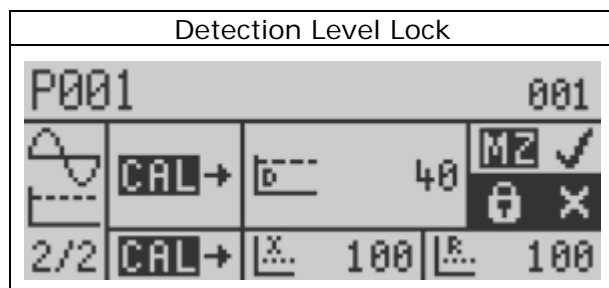 Detection Level Lock
P001 001
CAL D 40 MZ
2/2 CAL X 100 R 100